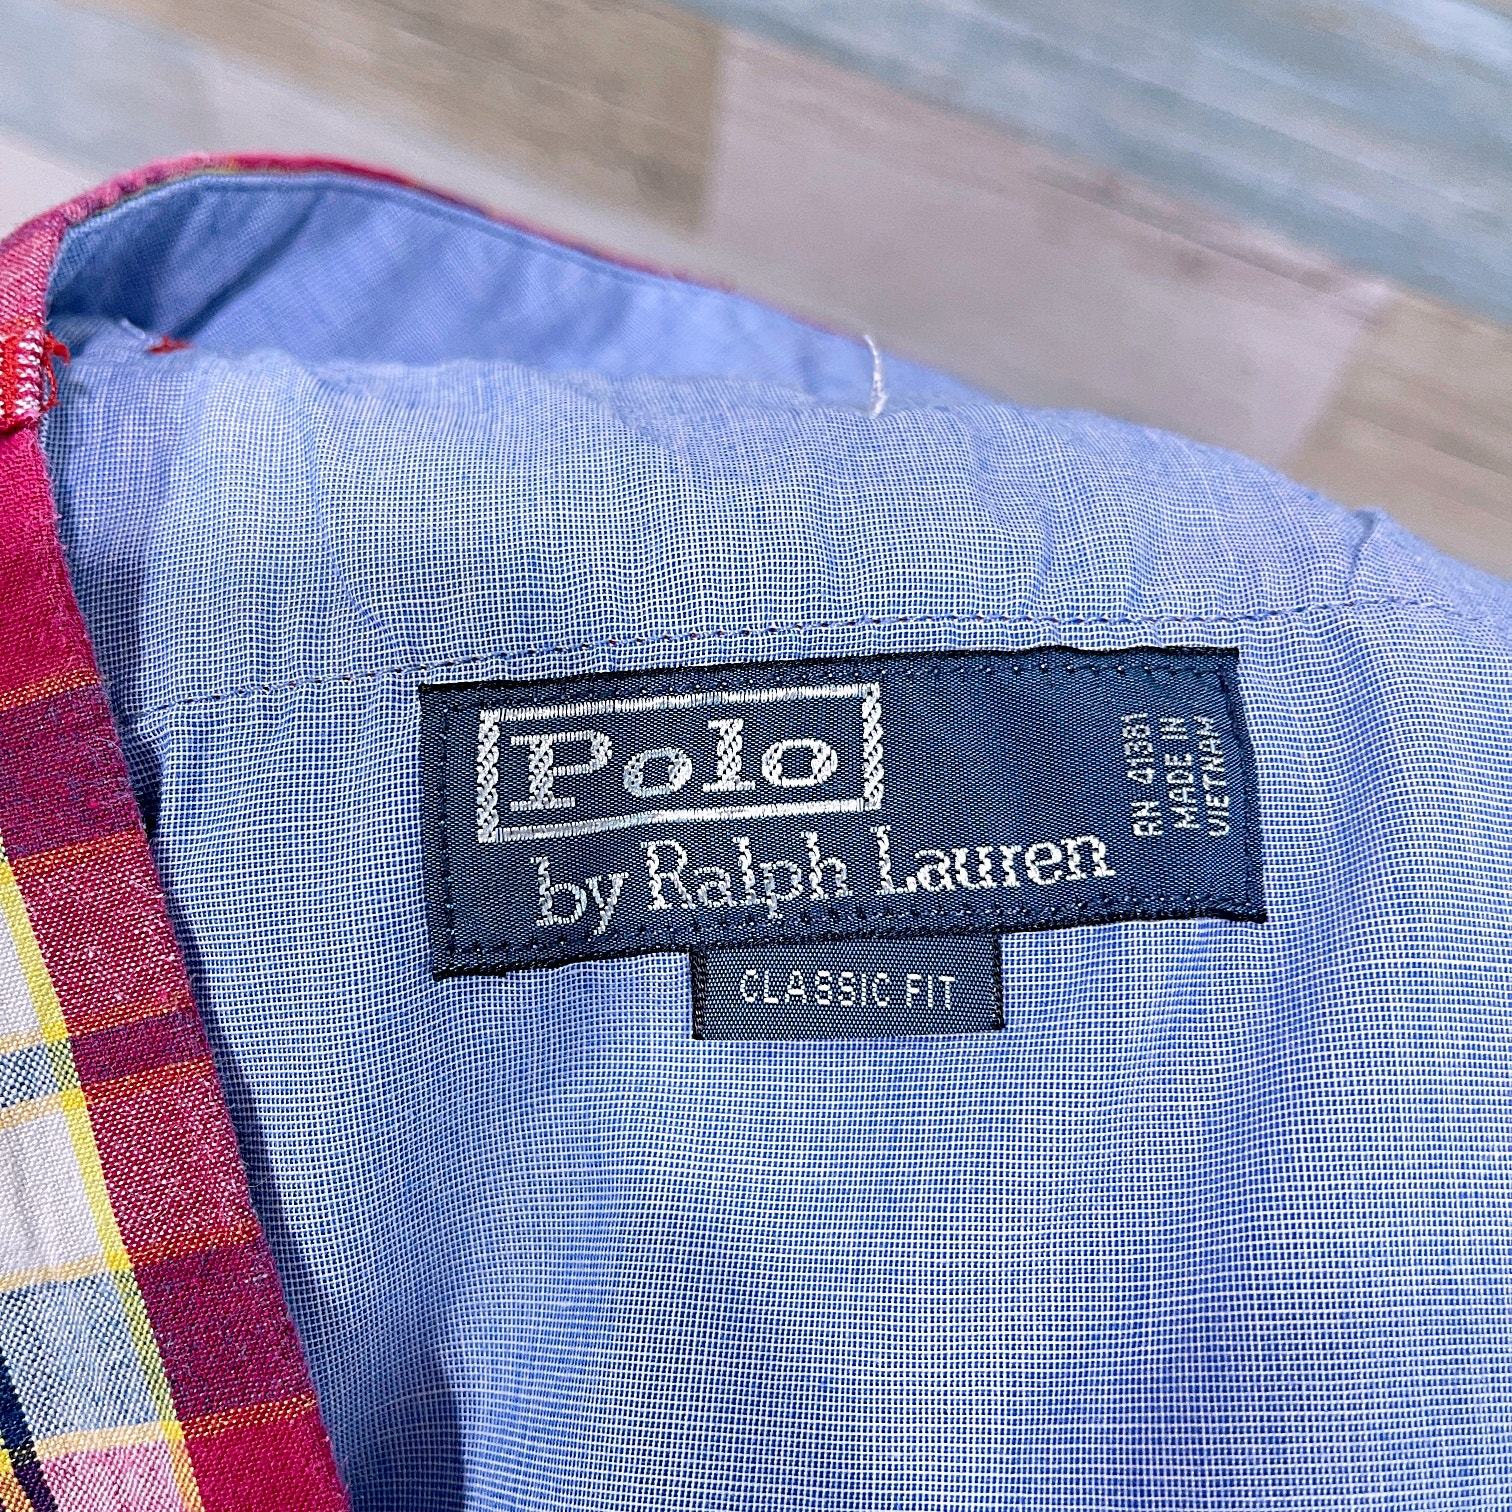 Polo
by Ralph Lauren
RN 41381
MADE IN
VIETNAM
CLASSIC FIT